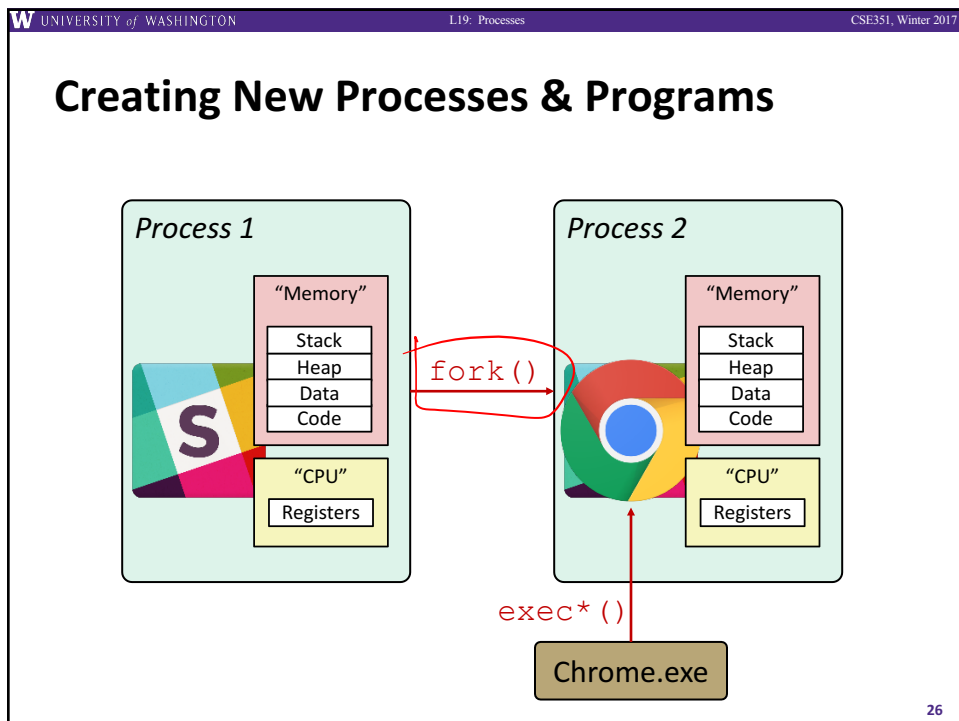 W UNIVERSITY of WASHINGTON
L19: Processes
CSE351, Winter 2017
Creating New Processes & Programs
Process 1
“Memory”
Stack
Heap
Data
Code
S
“CPU”
Registers
fork()
Process 2
“Memory”
Stack
Heap
Data
Code
“CPU”
Registers
exec*()
Chrome.exe
26